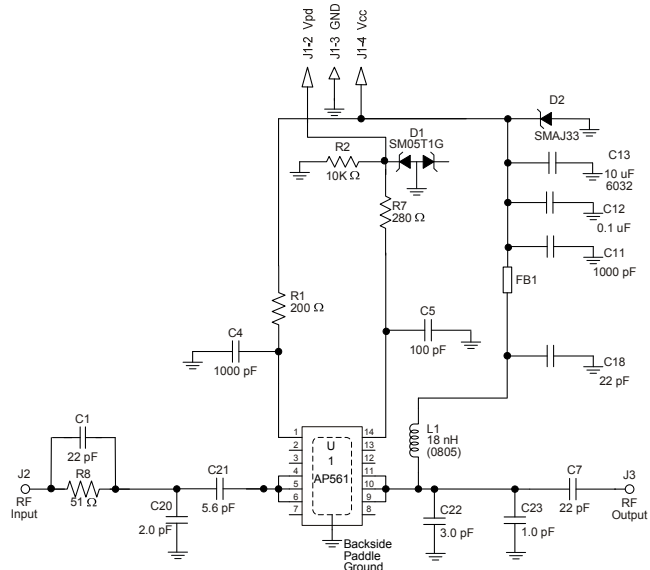 J1-2 Vpd
J1-3 GND
J1-4 Vcc
D2
SMAJ33
D1
SM05T1G
R2
10K Ω
C13
10 uF
6032
C12
0.1 uF
R7
280 Ω
C11
1000 pF
FB1
R1
200 Ω
C4
1000 pF
C5
100 pF
C18
22 pF
L1
18 nH
(0805)
1
2
3
4
5
6
7
14
13
12
11
10
9
8
U
1
AP561
C1
22 pF
J2
RF
Input
R8
51 Ω
C21
5.6 pF
C20
2.0 pF
C7
22 pF
J3
RF
Output
C22
3.0 pF
C23
1.0 pF
Backside
Paddle
Ground